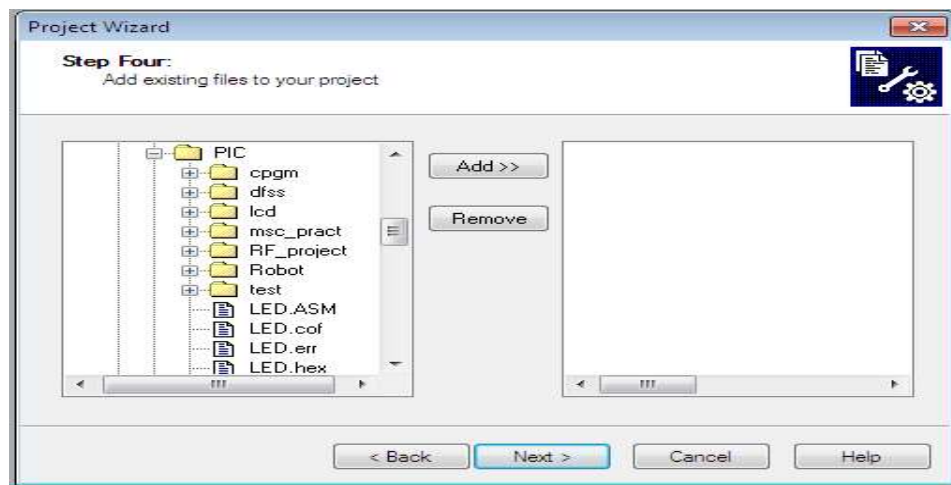 Project Wizard
Step Four:
Add existing files to your project
PIC
cpgm
dfss
lcd
msc_pract
RF_project
Robot
test
LED.ASM
LED.cof
LED.err
LED.hex
Add >>
Remove
< Back
Next >
Cancel
Help